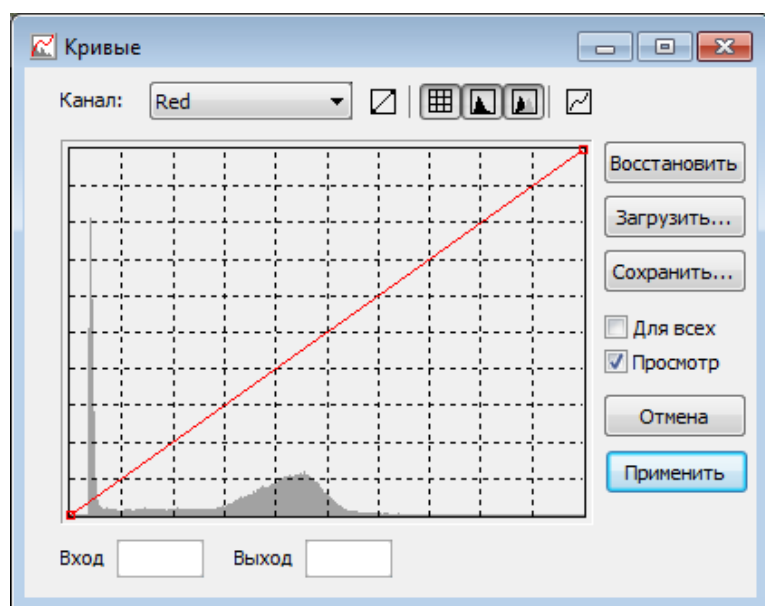 Кривые
Канал: Red
Восстановить
Загрузить...
Сохранить...
Для всех
Просмотр
Отмена
Применить
Вход Выход